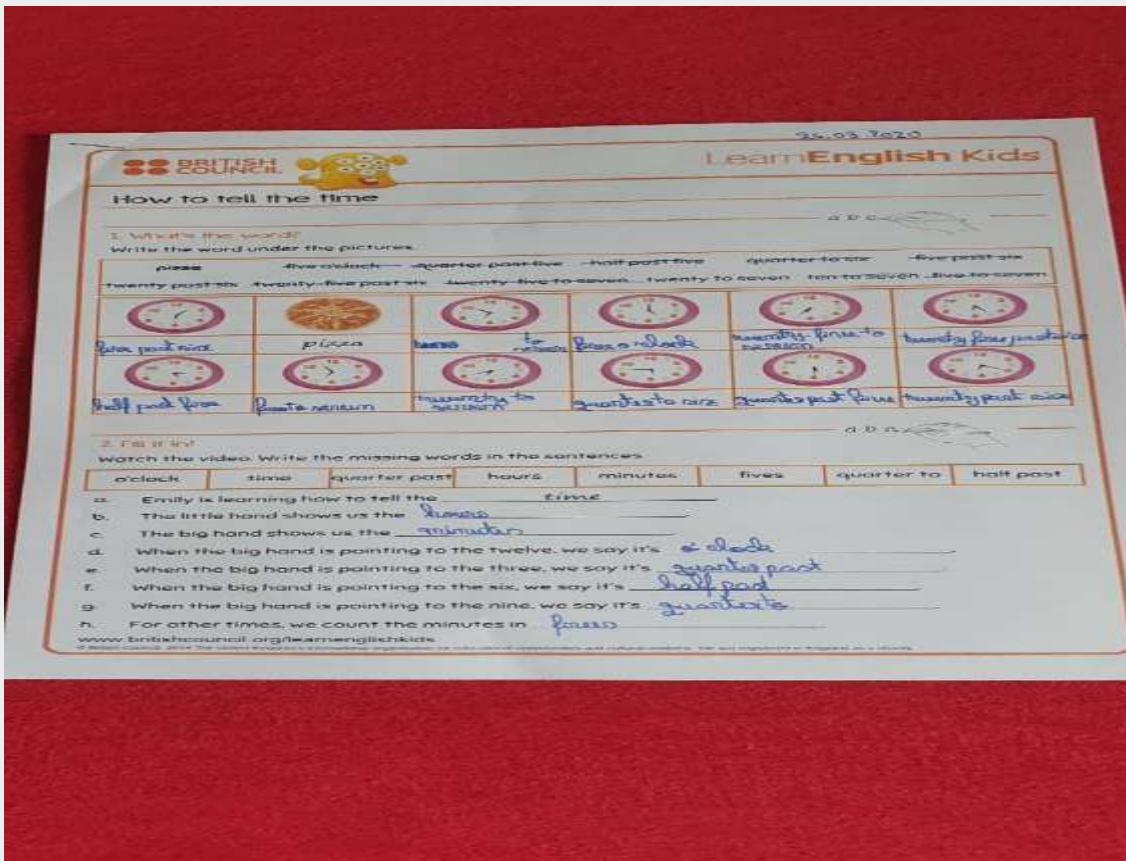 26.03.2020
BRITISH COUNCIL
LearnEnglish Kids
How to tell the time
a b c
1. What's the word?
Write the word under the pictures.
pizza five o'clock quarter past five half past five quarter to six five past six
twenty past six twenty-five past six twenty-five to seven twenty to seven ten to seven five to seven
five past six pizza to seven five o'clock twenty-five to seven twenty five past six
half past five five to seven twenty to seven quarter to six quarter past five twenty past six
a b c
2. Fill it in!
Watch the video. Write the missing words in the sentences.
o'clock time quarter past hours minutes fives quarter to half past
a. Emily is learning how to tell the time
b. The little hand shows us the hours
c. The big hand shows us the minutes
d. When the big hand is pointing to the twelve, we say it's o'clock
e. When the big hand is pointing to the three, we say it's quarter past
f. When the big hand is pointing to the six, we say it's half past
g. When the big hand is pointing to the nine, we say it's quarter to
h. For other times, we count the minutes in fives
www.britishcouncil.org/learnenglishkids